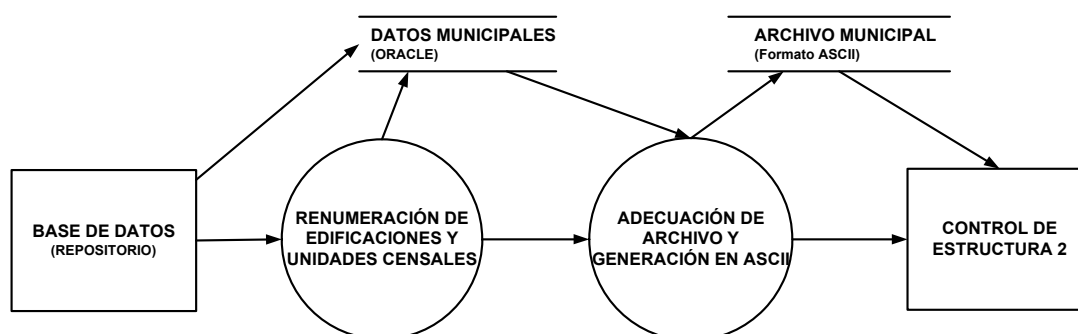 DATOS MUNICIPALES
(ORACLE)
ARCHIVO MUNICIPAL
(Formato ASCII)
BASE DE DATOS
(REPOSITORIO)
RENUMERACIÓN DE
EDIFICACIONES Y
UNIDADES CENSALES
ADECUACIÓN DE
ARCHIVO Y
GENERACIÓN EN ASCII
CONTROL DE
ESTRUCTURA 2